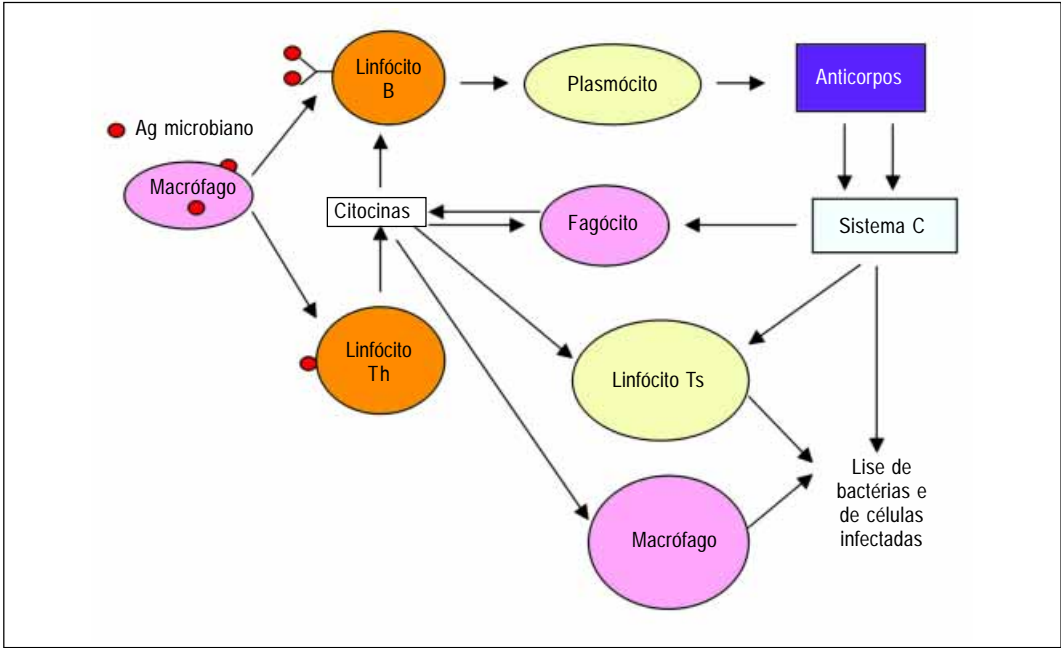 Linfócito
B
Plasmócito
Anticorpos
Ag microbiano
Macrófago
Citocinas
Fagócito
Sistema C
Linfócito
Th
Linfócito Ts
Lise de
bactérias e
de células
infectadas
Macrófago